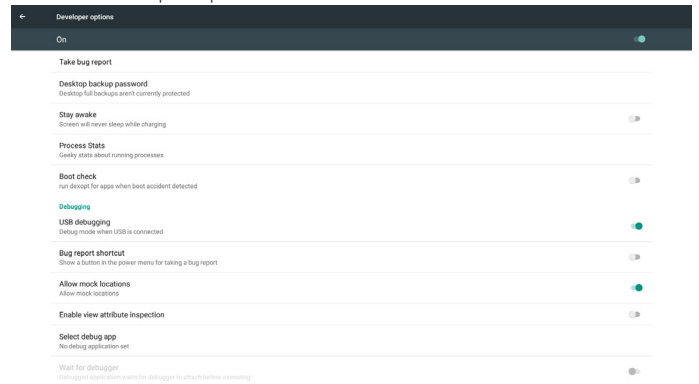 Developer options
On
Take bug report
Desktop backup password
Desktop full backups aren't currently protected
Stay awake
Screen will never sleep while charging
Process Stats
Geeky stats about running processes
Boot check
run dexopt for apps when boot accident detected
Debugging
USB debugging
Debug mode when USB is connected
Bug report shortcut
Show a button in the power menu for taking a bug report
Allow mock locations
Allow mock locations
Enable view attribute inspection
Select debug app
No debug application set
Wait for debugger
Debugged application waits for debugger to attach before executing